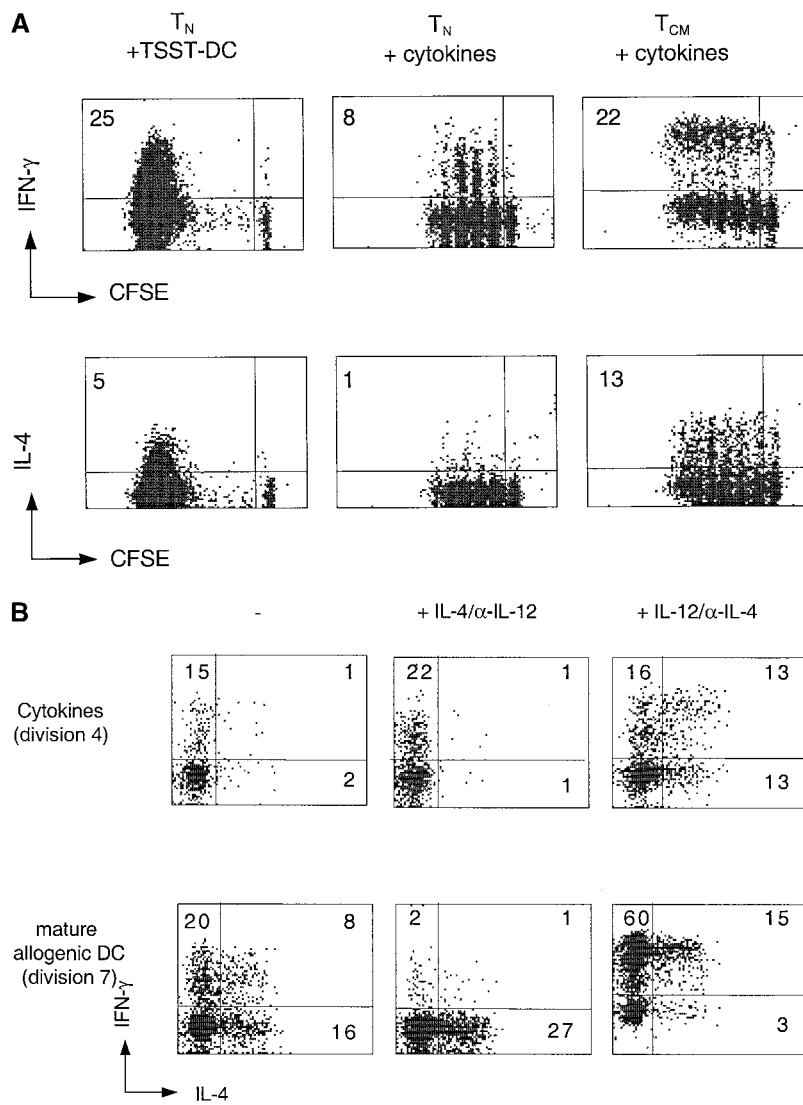 A
T_N
+TSST-DC
T_N
+ cytokines
T_CM
+ cytokines
25
8
22
IFN-γ
CFSE
5
1
13
IL-4
CFSE
B
-
+ IL-4/α-IL-12
+ IL-12/α-IL-4
Cytokines
(division 4)
15 1
2
22 1
1
16 13
13
mature
allogenic DC
(division 7)
20 8
16
2 1
27
60 15
3
IFN-γ
IL-4